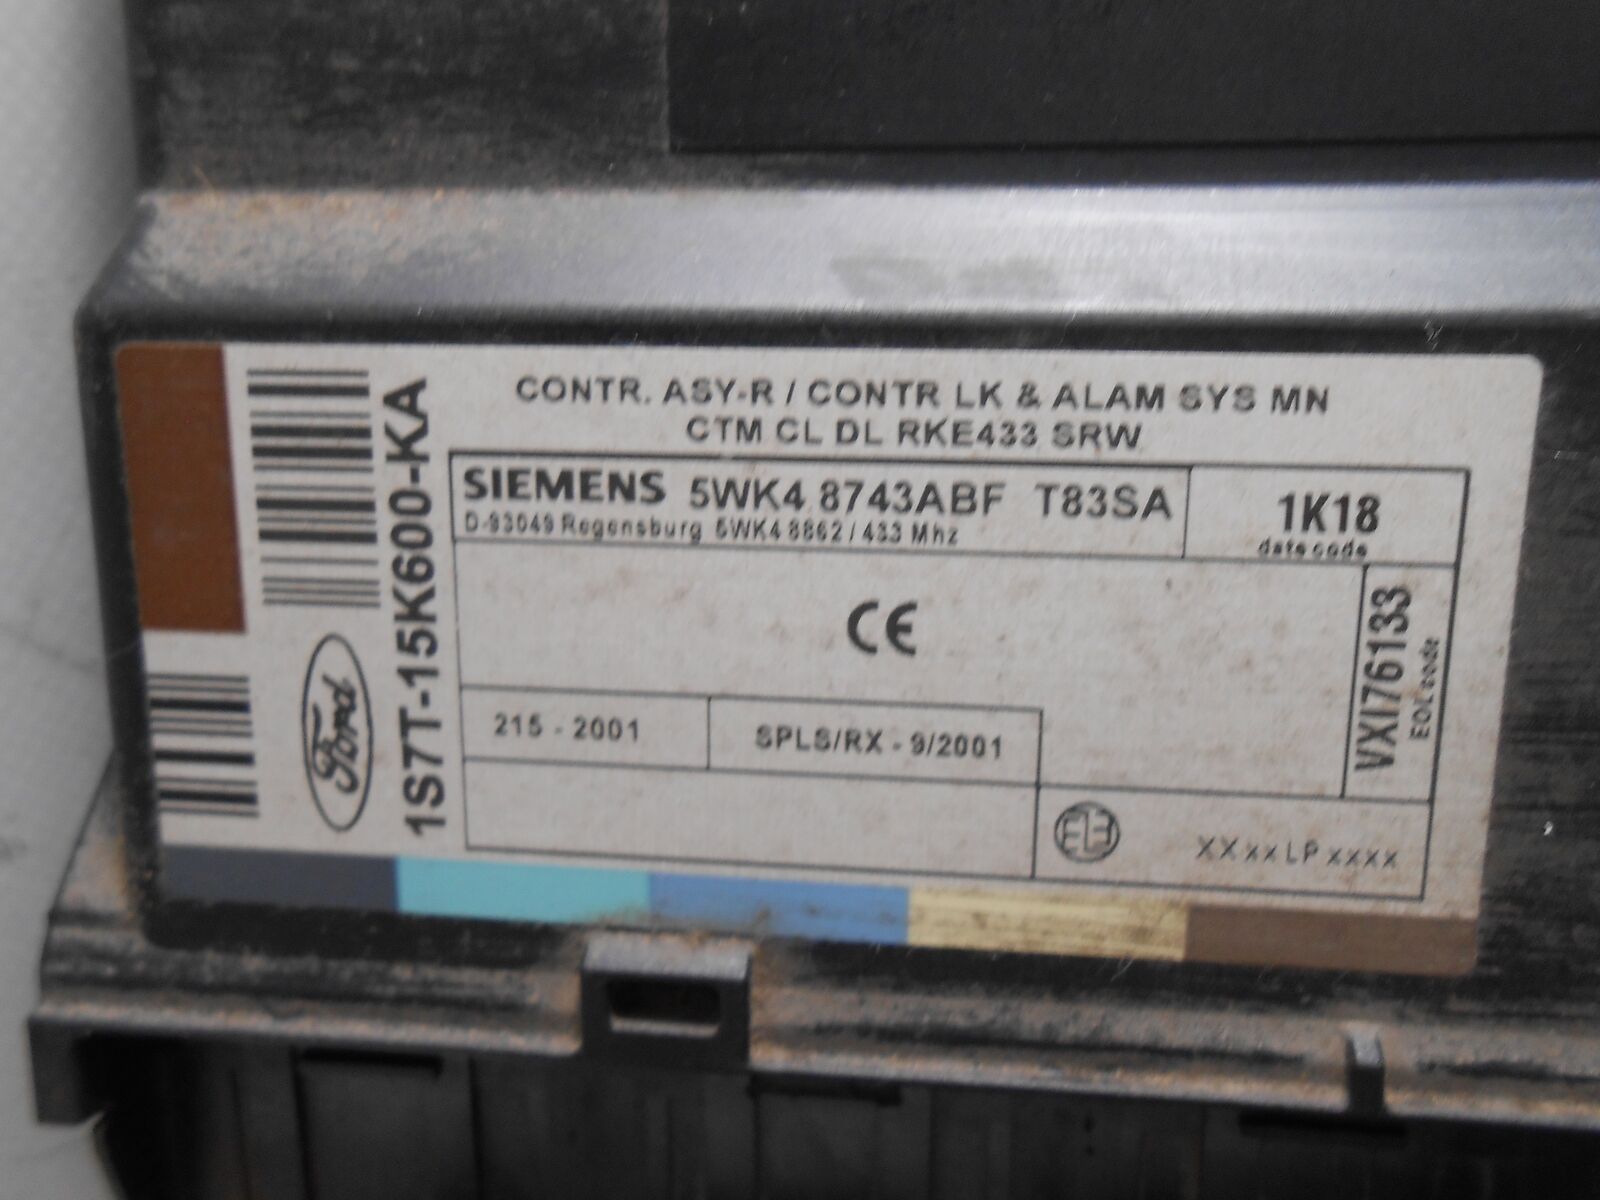 CONTR. ASY-R / CONTR LK & ALAM SYS MN
CTM CL DL RKE433 SRW
SIEMENS 5WK4 8743ABF T83SA
D-93049 Regensburg 5WK4 8862 / 433 Mhz
1K18
date code
VXI76133
EOL code
215 - 2001
SPLS/RX - 9/2001
XXxxLPxxxx
Ford
1S7T-15K600-KA
CE